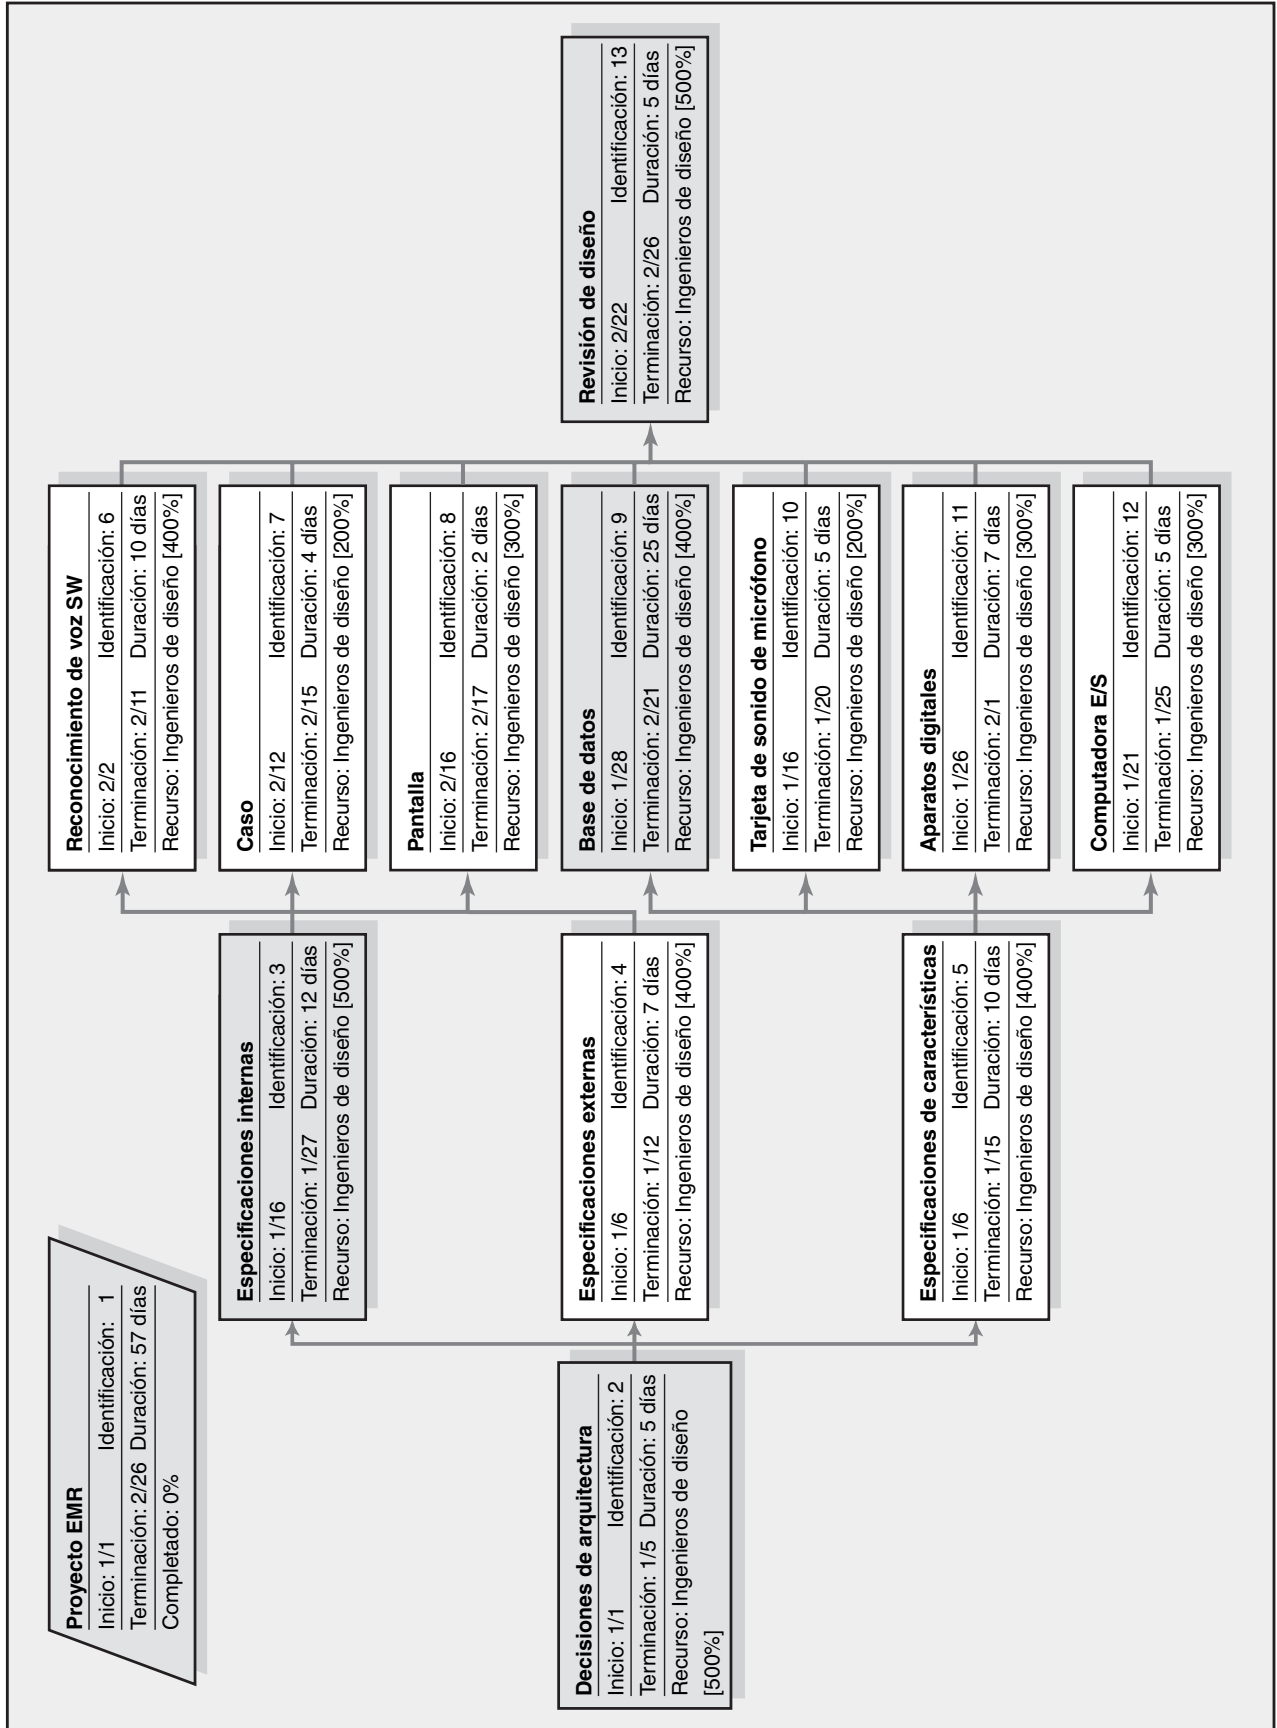 Proyecto EMR
Inicio: 1/1 Identificación: 1
Terminación: 2/26 Duración: 57 días
Completado: 0%
Decisiones de arquitectura
Inicio: 1/1 Identificación: 2
Terminación: 1/5 Duración: 5 días
Recurso: Ingenieros de diseño
[500%]
Especificaciones internas
Inicio: 1/16 Identificación: 3
Terminación: 1/27 Duración: 12 días
Recurso: Ingenieros de diseño [500%]
Especificaciones externas
Inicio: 1/6 Identificación: 4
Terminación: 1/12 Duración: 7 días
Recurso: Ingenieros de diseño [400%]
Especificaciones de características
Inicio: 1/6 Identificación: 5
Terminación: 1/15 Duración: 10 días
Recurso: Ingenieros de diseño [400%]
Reconocimiento de voz SW
Inicio: 2/2 Identificación: 6
Terminación: 2/11 Duración: 10 días
Recurso: Ingenieros de diseño [400%]
Caso
Inicio: 2/12 Identificación: 7
Terminación: 2/15 Duración: 4 días
Recurso: Ingenieros de diseño [200%]
Pantalla
Inicio: 2/16 Identificación: 8
Terminación: 2/17 Duración: 2 días
Recurso: Ingenieros de diseño [300%]
Base de datos
Inicio: 1/28 Identificación: 9
Terminación: 2/21 Duración: 25 días
Recurso: Ingenieros de diseño [400%]
Tarjeta de sonido de micrófono
Inicio: 1/16 Identificación: 10
Terminación: 1/20 Duración: 5 días
Recurso: Ingenieros de diseño [200%]
Aparatos digitales
Inicio: 1/26 Identificación: 11
Terminación: 2/1 Duración: 7 días
Recurso: Ingenieros de diseño [300%]
Computadora E/S
Inicio: 1/21 Identificación: 12
Terminación: 1/25 Duración: 5 días
Recurso: Ingenieros de diseño [300%]
Revisión de diseño
Inicio: 2/22 Identificación: 13
Terminación: 2/26 Duración: 5 días
Recurso: Ingenieros de diseño [500%]